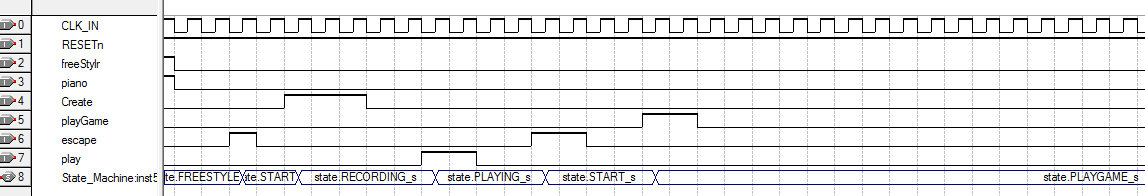 0 CLK_IN
1 RESETn
2 freeStylr
3 piano
4 Create
5 playGame
6 escape
7 play
8 State_Machine:inst5 te.FREESTYLE te.START state.RECORDING_s state.PLAYING_s state.START_s state.PLAYGAME_s